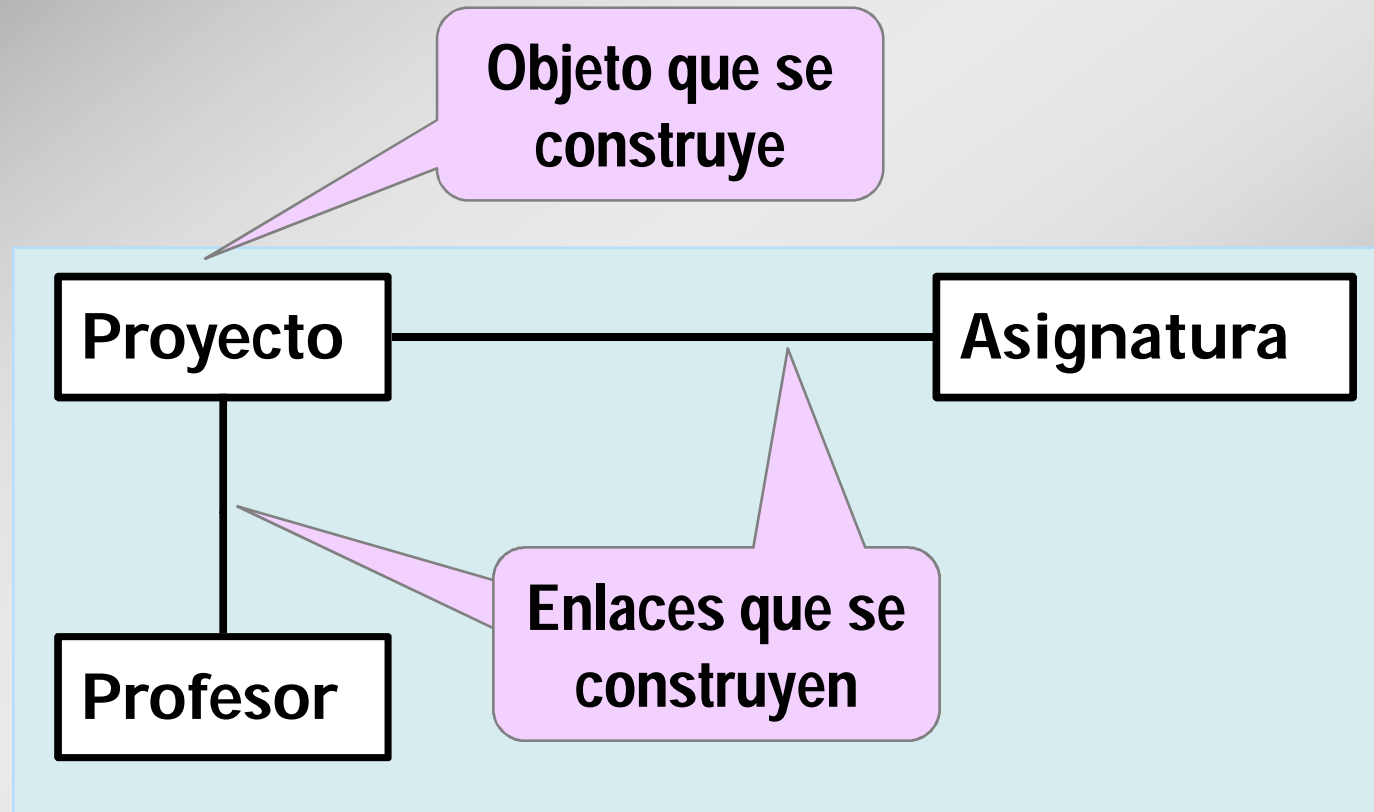 Objeto que se
construye
Proyecto
Asignatura
Enlaces que se
construyen
Profesor